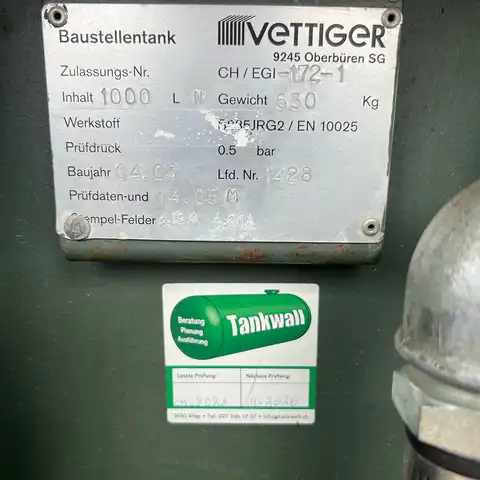 Baustellentank
VETTIGER
9245 Oberbüren SG
Zulassungs-Nr. CH / EGI -172-1
Inhalt 1000 L N Gewicht 630 Kg
Werkstoff S235JRG2 / EN 10025
Prüfdruck 0.5 bar
Baujahr 04.05 Lfd. Nr. 1428
Prüfdaten-und 04.05 M
Stempel-Felder
Beratung
Planung
Ausführung
Tankwall
Letzte Prüfung: Nächste Prüfung: